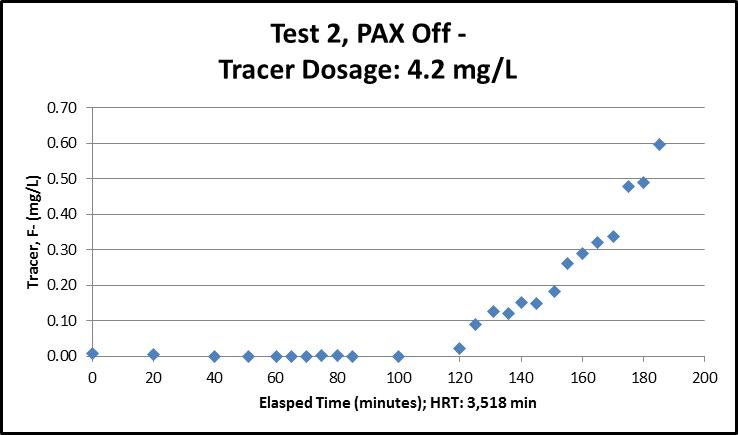 Test 2, PAX Off -
Tracer Dosage: 4.2 mg/L
0.70
0.60
0.50
0.40
0.30
0.20
0.10
0.00
Tracer, F- (mg/L)
0 20 40 60 80 100 120 140 160 180 200
Elasped Time (minutes); HRT: 3,518 min